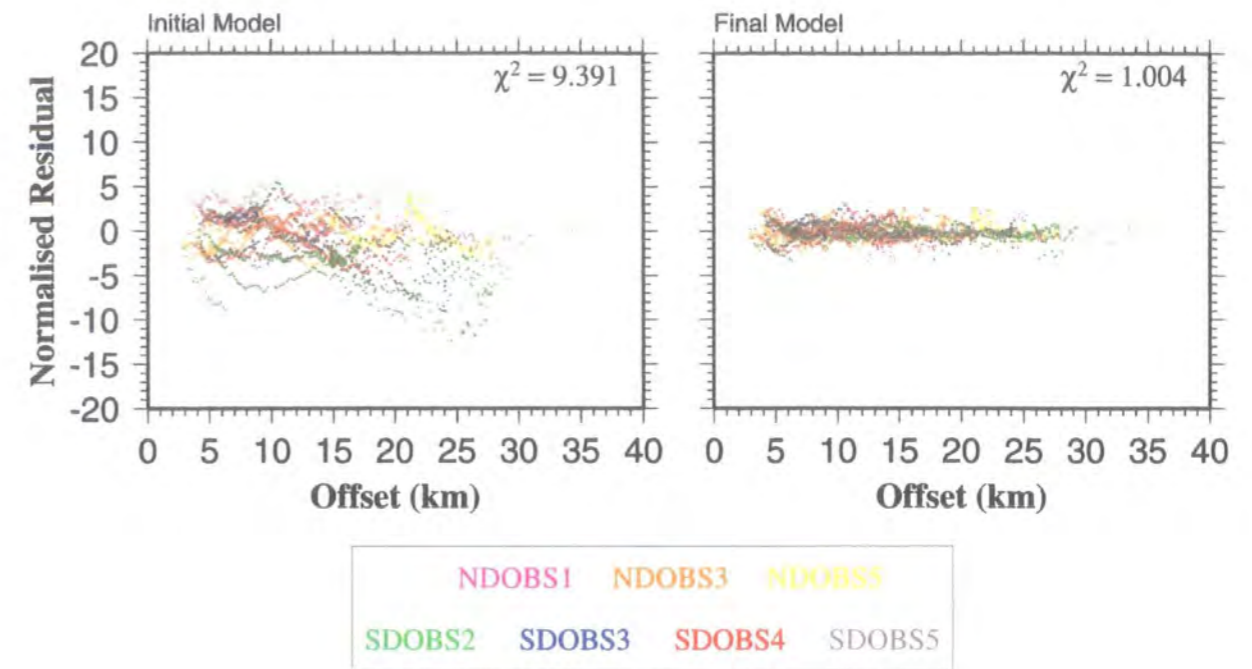 Initial Model
Final Model
χ² = 9.391
χ² = 1.004
Normalised Residual
20
15
10
5
0
-5
-10
-15
-20
0 5 10 15 20 25 30 35 40
0 5 10 15 20 25 30 35 40
Offset (km)
Offset (km)
NDOBS1 NDOBS3 NDOBS5
SDOBS2 SDOBS3 SDOBS4 SDOBS5